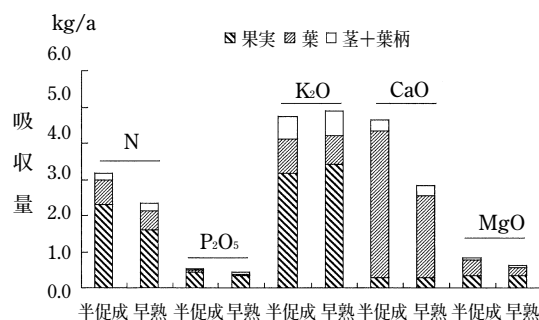 kg/a
果実 葉 茎＋葉柄
6.0
5.0
4.0
3.0
2.0
1.0
0.0
吸収量
N
P₂O₅
K₂O
CaO
MgO
半促成 早熟 半促成 早熟 半促成 早熟 半促成 早熟 半促成 早熟